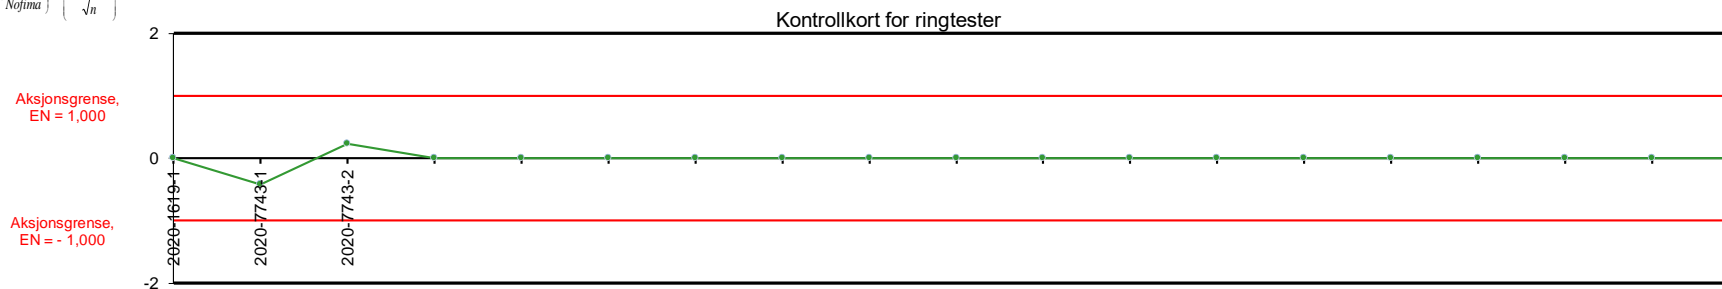 Nofima
√n
Kontrollkort for ringtester
2
Aksjonsgrense,
EN = 1,000
0
Aksjonsgrense,
EN = - 1,000
-2
2020-1619-1
2020-7743-1
2020-7743-2